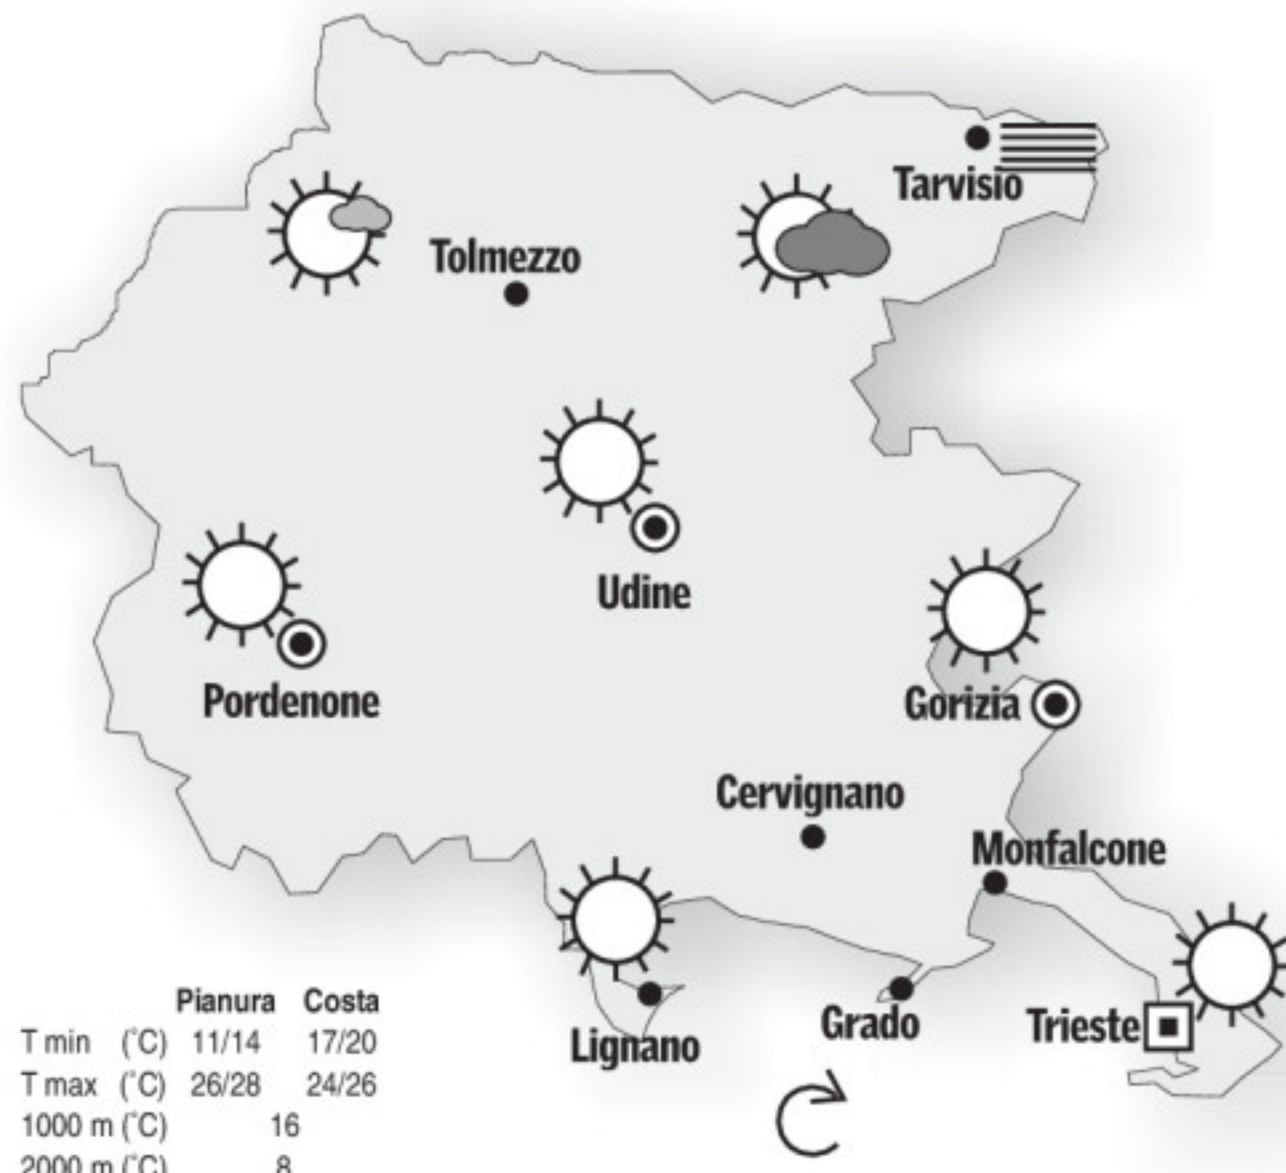 Tarvisio
Tolmezzo
Udine
Pordenone
Gorizia
Cervignano
Monfalcone
Grado
Trieste
Lignano
Pianura Costa
T min (°C) 11/14 17/20
T max (°C) 26/28 24/26
1000 m (°C) 16
2000 m (°C) 8